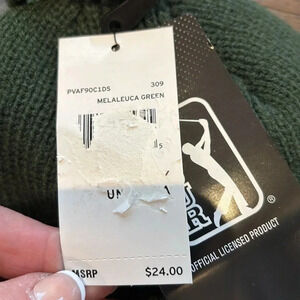 PVAF90C1DS 309
MELALEUCA GREEN
5
UN
MSRP $24.00
®
OFFICIAL LICENSED PRODUCT